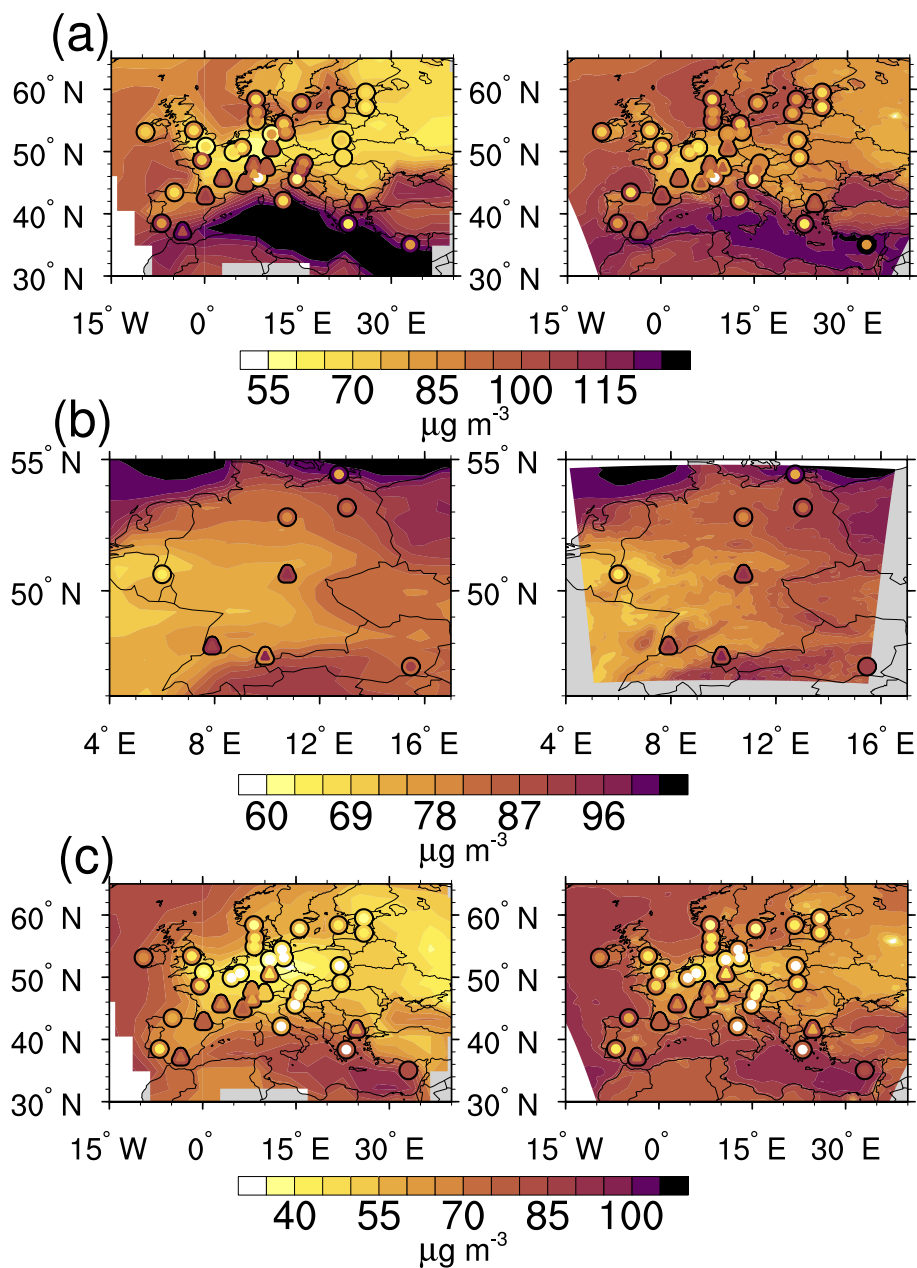 (a)
60° N 60° N
50° N 50° N
40° N 40° N
30° N 30° N
15° W 0° 15° E 30° E 15° W 0° 15° E 30° E
55 70 85 100 115
μg m-3
(b)
55° N 55° N
50° N 50° N
4° E 8° E 12° E 16° E 4° E 8° E 12° E 16° E
60 69 78 87 96
μg m-3
(c)
60° N 60° N
50° N 50° N
40° N 40° N
30° N 30° N
15° W 0° 15° E 30° E 15° W 0° 15° E 30° E
40 55 70 85 100
μg m-3